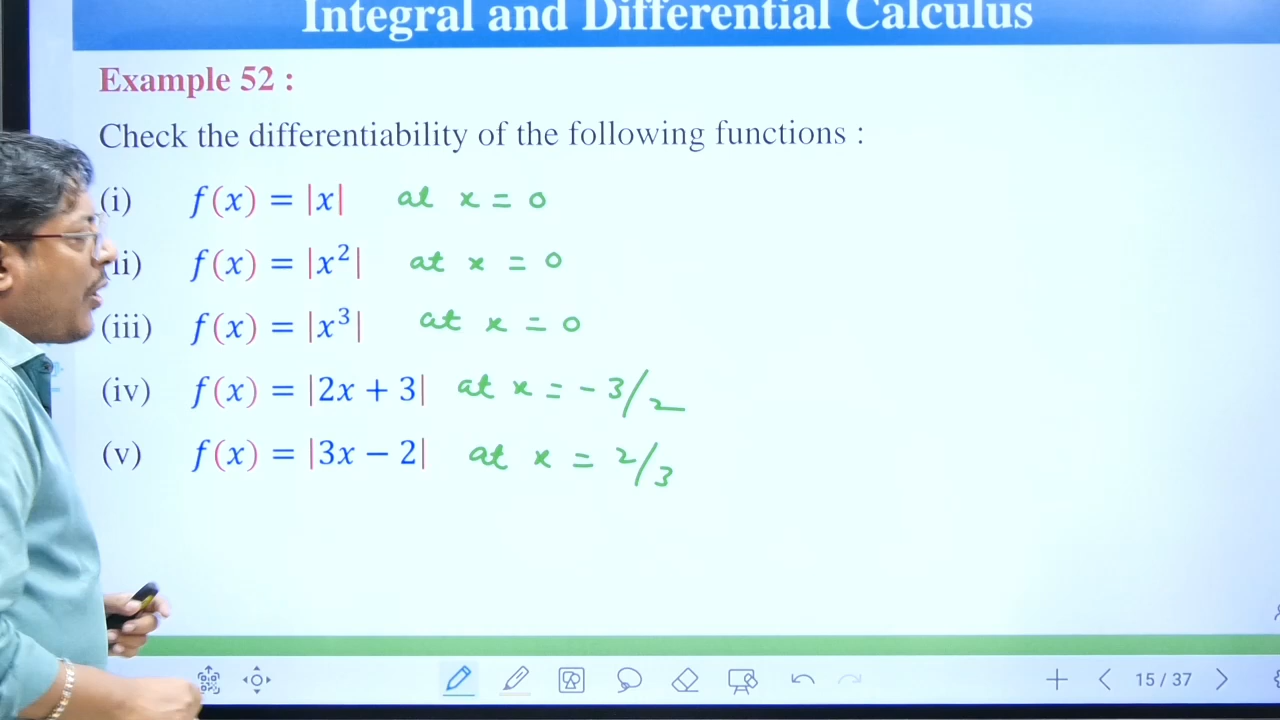 Integral and Differential Calculus
Example 52 :
Check the differentiability of the following functions :
(i) f(x) = |x| at x = 0
ii) f(x) = |x²| at x = 0
(iii) f(x) = |x³| at x = 0
(iv) f(x) = |2x + 3| at x = - 3/2
(v) f(x) = |3x − 2| at x = 2/3
15 / 37